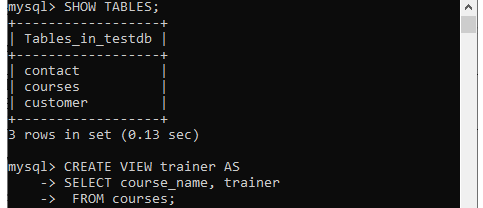 mysql> SHOW TABLES;
+------------------+
| Tables_in_testdb |
+------------------+
| contact          |
| courses          |
| customer         |
+------------------+
3 rows in set (0.13 sec)

mysql> CREATE VIEW trainer AS
    -> SELECT course_name, trainer
    ->  FROM courses;